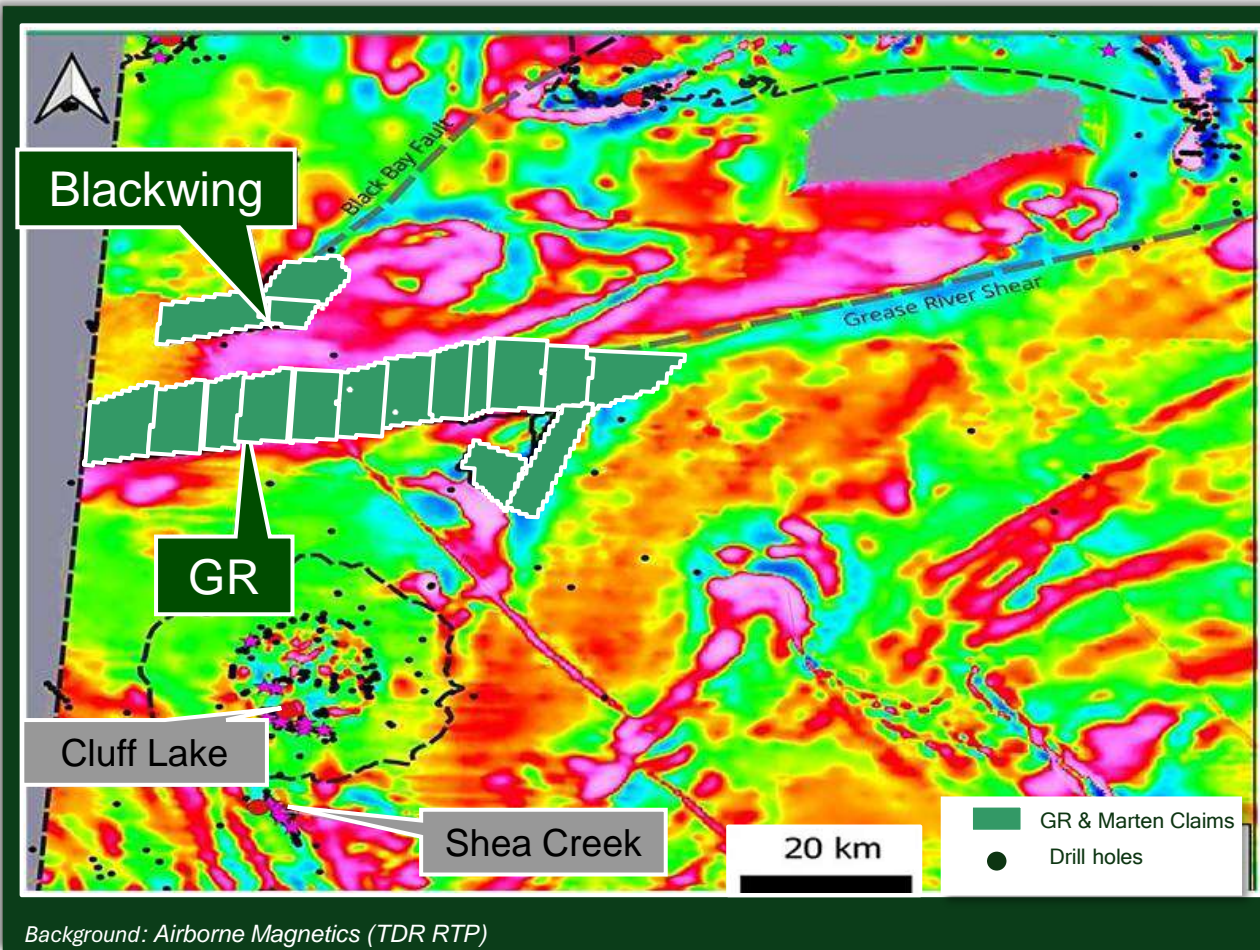 Black Bay Fault
Blackwing
Grease River Shear
GR
Cluff Lake
Shea Creek
20 km
GR & Marten Claims
Drill holes
Background: Airborne Magnetics (TDR RTP)